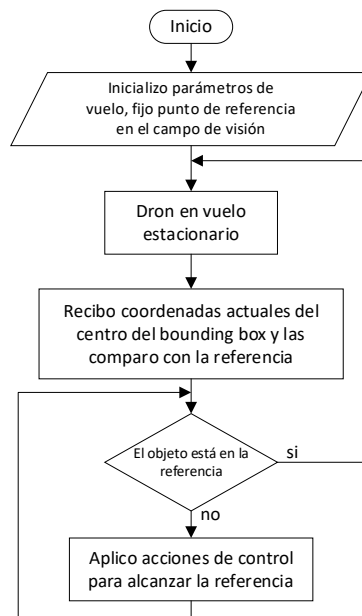 Inicio
Inicializo parámetros de
vuelo, fijo punto de referencia
en el campo de visión
Dron en vuelo
estacionario
Recibo coordenadas actuales del
centro del bounding box y las
comparo con la referencia
El objeto está en la
referencia
si
no
Aplico acciones de control
para alcanzar la referencia